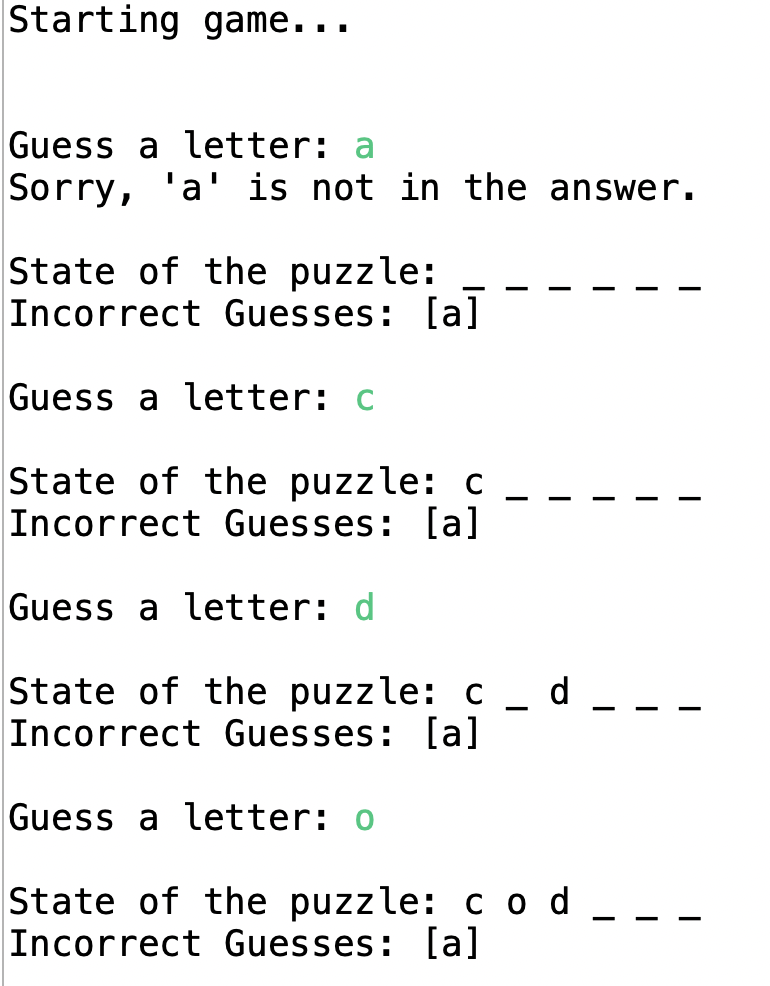 Starting game...
Guess a letter: a
Sorry, 'a' is not in the answer.
State of the puzzle: _ _ _ _ _ _
Incorrect Guesses: [a]
Guess a letter: c
State of the puzzle: c _ _ _ _ _
Incorrect Guesses: [a]
Guess a letter: d
State of the puzzle: c _ d _ _ _
Incorrect Guesses: [a]
Guess a letter: o
State of the puzzle: c o d _ _ _
Incorrect Guesses: [a]